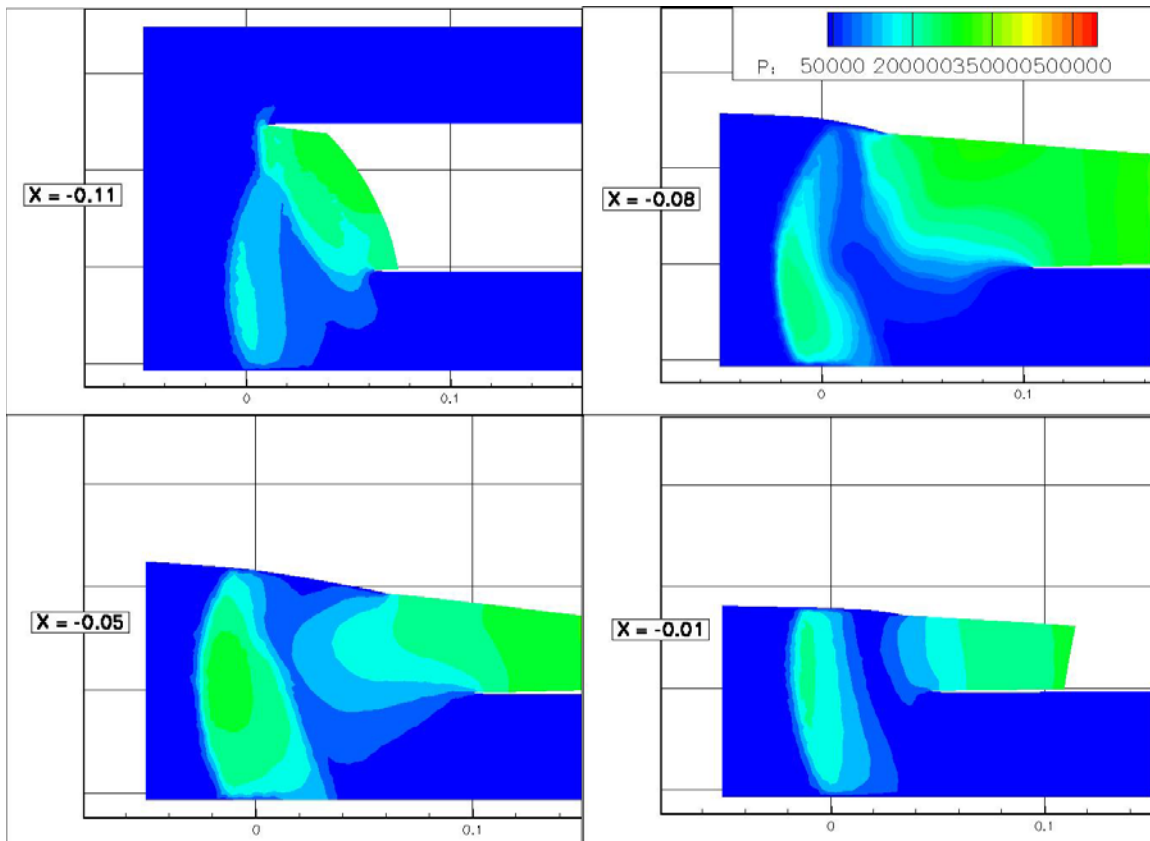 P: 50000 200000350000500000
X = -0.11
X = -0.08
0
0.1
0
0.1
X = -0.05
X = -0.01
0
0.1
0
0.1